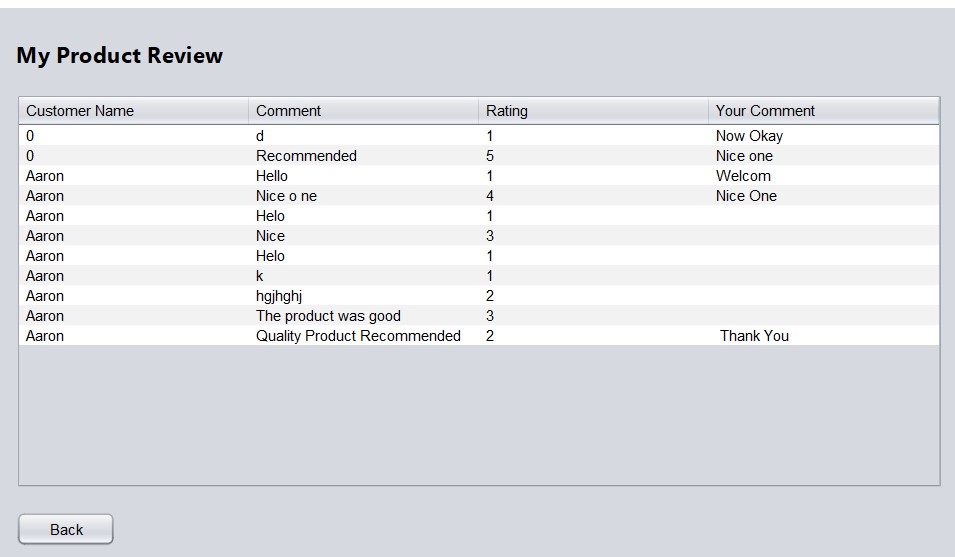 My Product Review
Customer Name Comment Rating Your Comment
0 d 1 Now Okay
0 Recommended 5 Nice one
Aaron Hello 1 Welcom
Aaron Nice o ne 4 Nice One
Aaron Helo 1
Aaron Nice 3
Aaron Helo 1
Aaron k 1
Aaron hgjhghj 2
Aaron The product was good 3
Aaron Quality Product Recommended 2 Thank You
Back